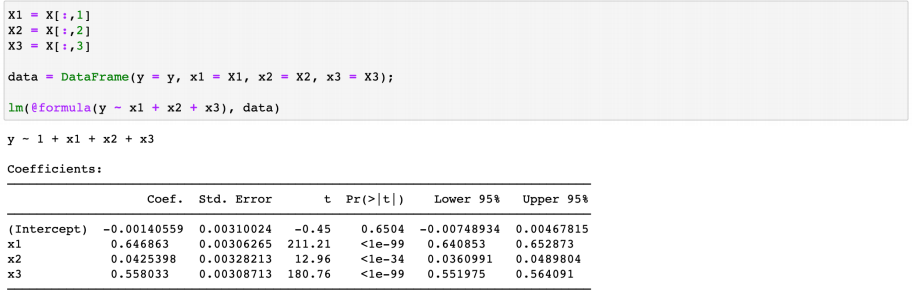 X1 = X[:,1]
X2 = X[:,2]
X3 = X[:,3]
data = DataFrame(y = y, x1 = X1, x2 = X2, x3 = X3);
lm(@formula(y ~ x1 + x2 + x3), data)
y ~ 1 + x1 + x2 + x3
Coefficients:
Coef. Std. Error t Pr(>|t|) Lower 95% Upper 95%
(Intercept) -0.00140559 0.00310024 -0.45 0.6504 -0.00748934 0.00467815
x1 0.646863 0.00306265 211.21 <1e-99 0.640853 0.652873
x2 0.0425398 0.00328213 12.96 <1e-34 0.0360991 0.0489804
x3 0.558033 0.00308713 180.76 <1e-99 0.551975 0.564091